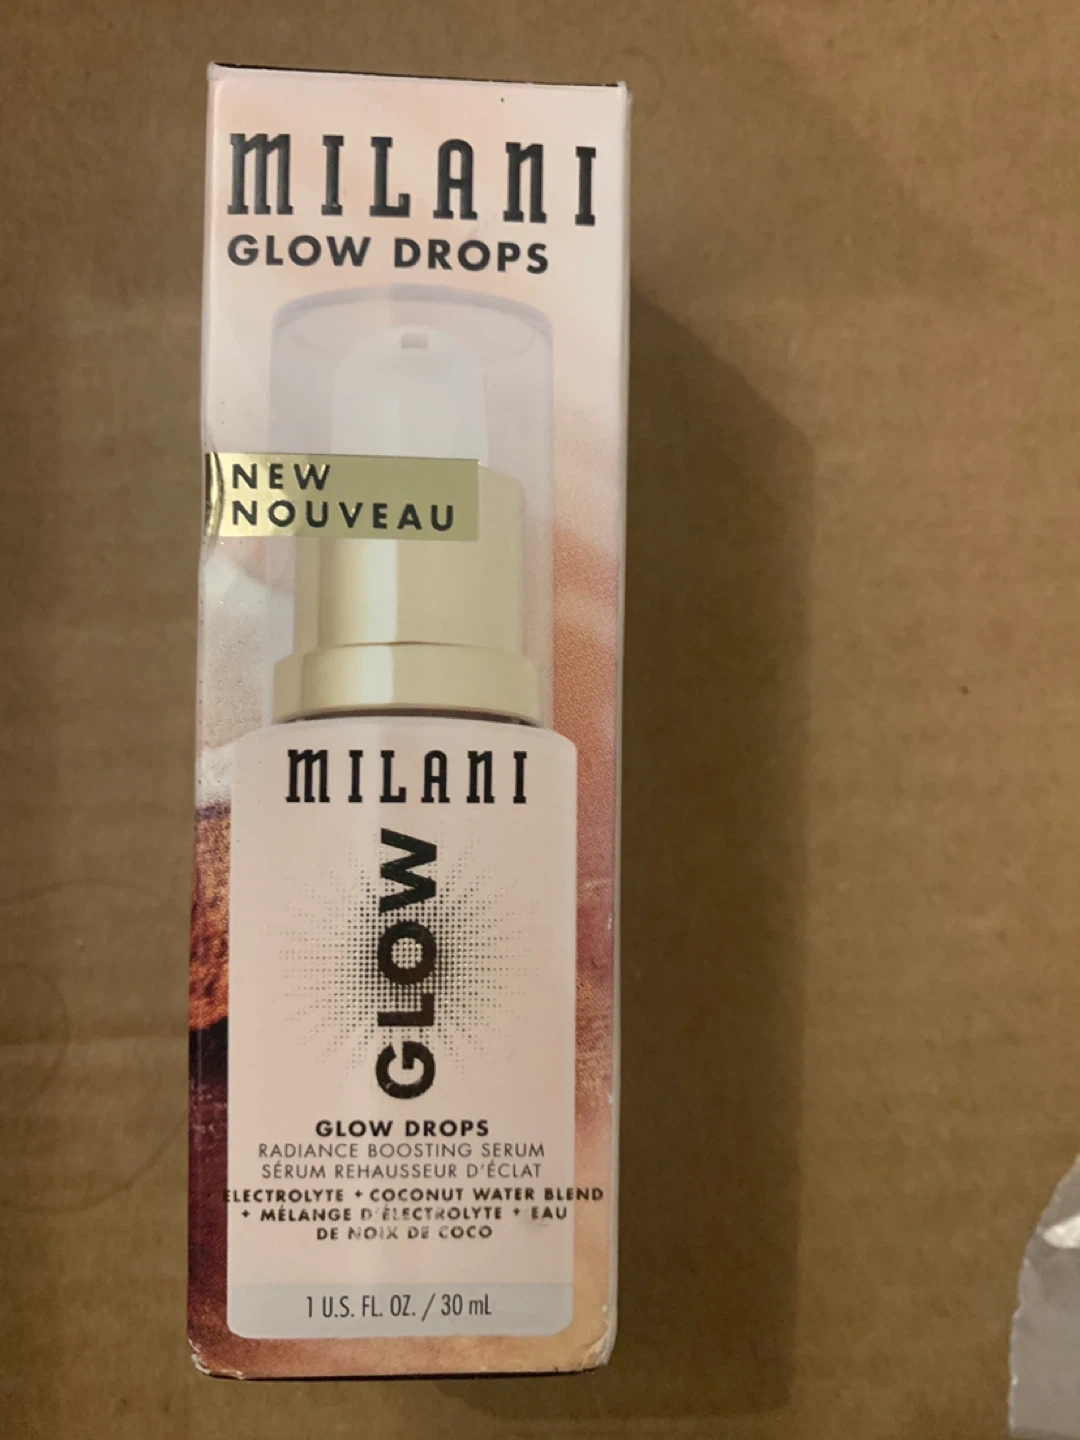 MILANI
GLOW DROPS
NEW
NOUVEAU
MILANI
GLOW
GLOW DROPS
RADIANCE BOOSTING SERUM
SÉRUM REHAUSSEUR D'ÉCLAT
ELECTROLYTE + COCONUT WATER BLEND
+ MÉLANGE D'ÉLECTROLYTE + EAU
DE NOIX DE COCO
1 U.S. FL. OZ. / 30 mL